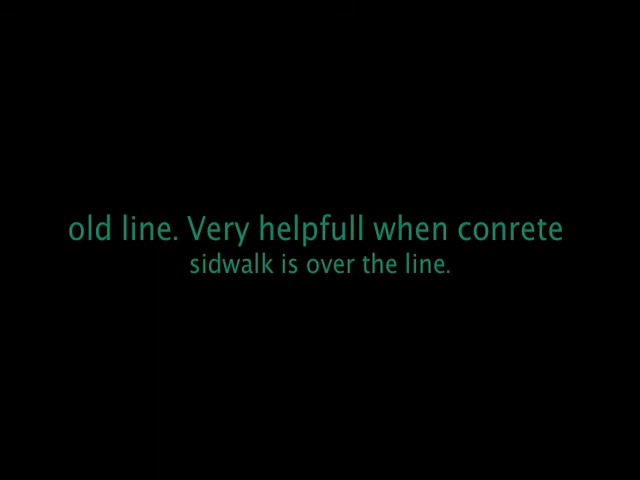 old line. Very helpfull when conrete
sidwalk is over the line.